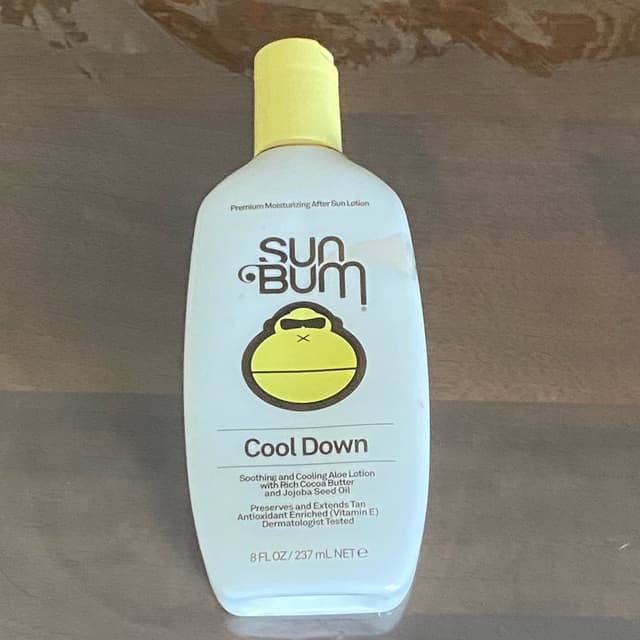 Premium Moisturizing After Sun Lotion
SUN
BUM®
Cool Down
Soothing and Cooling Aloe Lotion
with Rich Cocoa Butter
and Jojoba Seed Oil
Preserves and Extends Tan
Antioxidant Enriched (Vitamin E)
Dermatologist Tested
8 FL OZ / 237 mL NET ℮